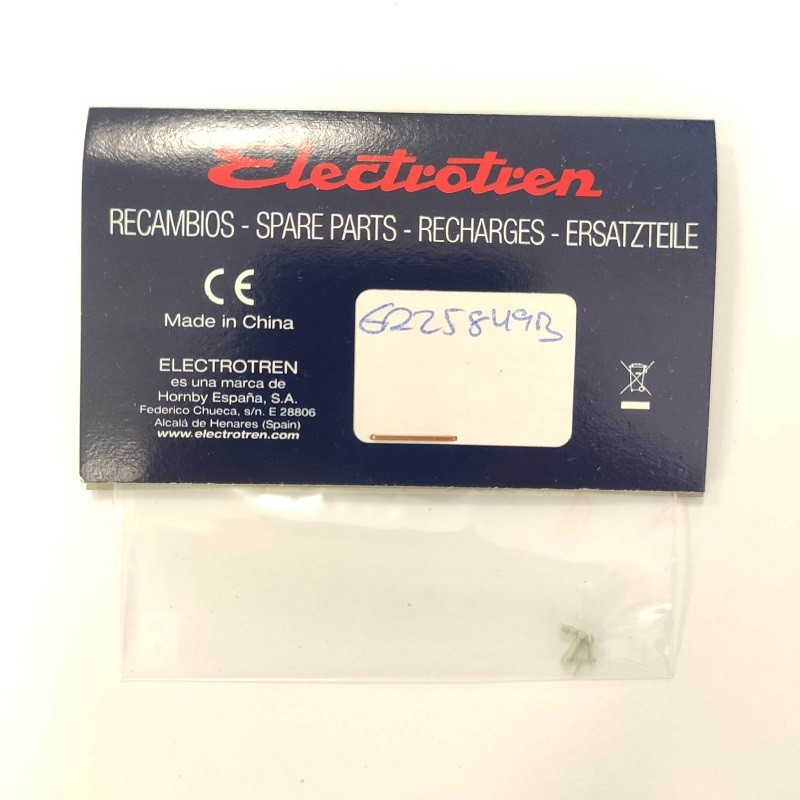 Electrotren
RECAMBIOS - SPARE PARTS - RECHARGES - ERSATZTEILE
CE
Made in China
ELECTROTREN
es una marca de
Hornby España, S.A.
Federico Chueca, s/n. E 28806
Alcalá de Henares (Spain)
www.electrotren.com
ER225849B